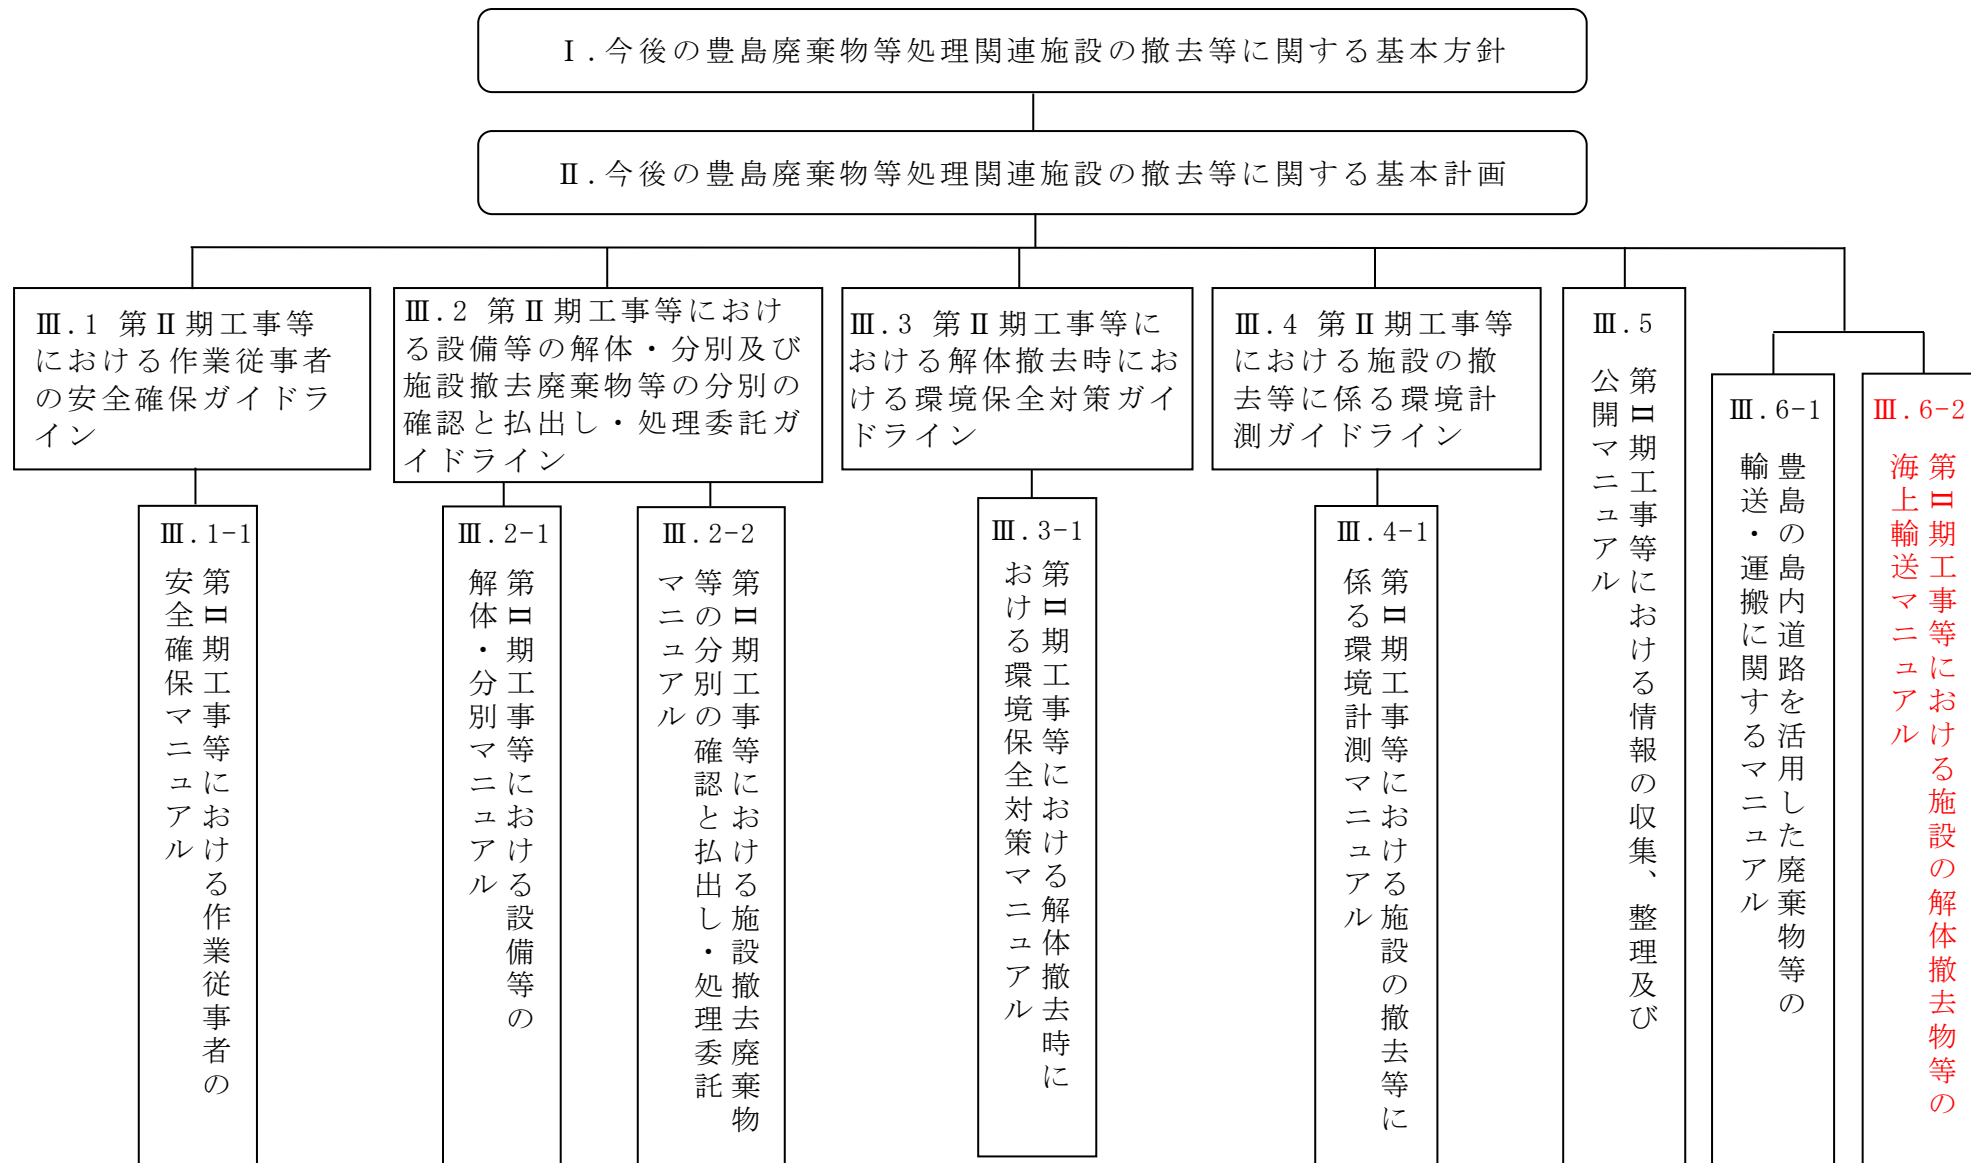 Ⅰ.今後の豊島廃棄物等処理関連施設の撤去等に関する基本方針
Ⅱ.今後の豊島廃棄物等処理関連施設の撤去等に関する基本計画
Ⅲ.1 第Ⅱ期工事等
における作業従事者
の安全確保ガイドラ
イン
Ⅲ.2 第Ⅱ期工事等におけ
る設備等の解体・分別及び
施設撤去廃棄物等の分別の
確認と払出し・処理委託ガ
イドライン
Ⅲ.3 第Ⅱ期工事等に
おける解体撤去時にお
ける環境保全対策ガイ
ドライン
Ⅲ.4 第Ⅱ期工事等
における施設の撤
去等に係る環境計
測ガイドライン
Ⅲ.5
第Ⅱ期工事等における情報の収集、整理及び
公開マニュアル
Ⅲ.6-1
豊島の島内道路を活用した廃棄物等の
輸送・運搬に関するマニュアル
Ⅲ.6-2
第Ⅱ期工事等における施設の解体撤去物等の
海上輸送マニュアル
Ⅲ.1-1
第Ⅱ期工事等における作業従事者の
安全確保マニュアル
Ⅲ.2-1
第Ⅱ期工事等における設備等の
解体・分別マニュアル
Ⅲ.2-2
第Ⅱ期工事等における施設撤去廃棄物
等の分別の確認と払出し・処理委託
マニュアル
Ⅲ.3-1
第Ⅱ期工事等における解体撤去時に
おける環境保全対策マニュアル
Ⅲ.4-1
第Ⅱ期工事等における施設の撤去等に
係る環境計測マニュアル